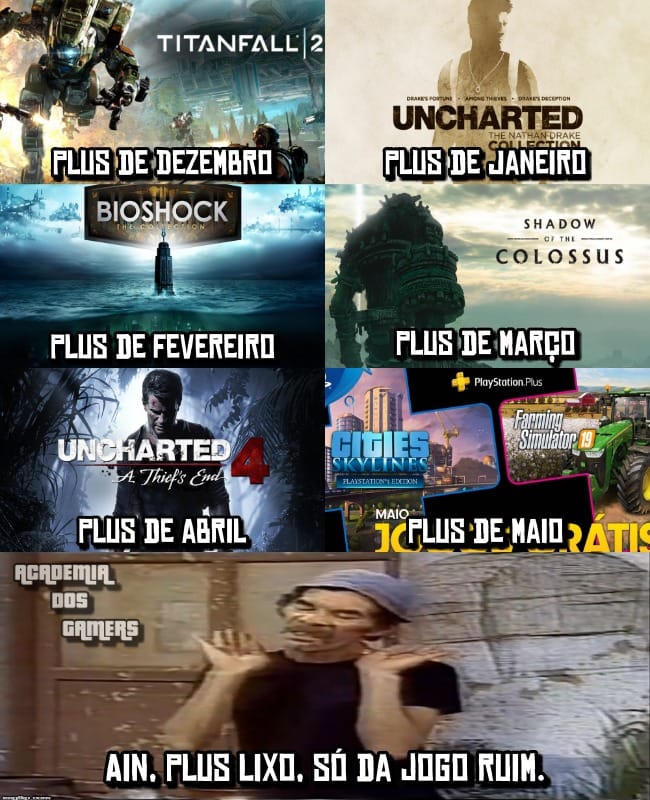 TITANFALL|2
PLUS DE DEZEMBRO
DRAKE'S FORTUNE • AMONG THIEVES • DRAKE'S DECEPTION
UNCHARTED
THE NATHAN DRAKE
COLLECTION
PLUS DE JANEIRO
BIOSHOCK
THE COLLECTION
PLUS DE FEVEREIRO
SHADOW
OF THE
COLOSSUS
PLUS DE MARÇO
UNCHARTED 4
A Thief's End
PLUS DE ABRIL
PlayStation.Plus
CITIES
SKYLINES
PLAYSTATION®4 EDITION
Farming
Simulator 19
MAIO
PLUS DE MAIO
GRÁTIS
ACADEMIA
DOS
GAMERS
AIN, PLUS LIXO, SÓ DA JOGO RUIM.